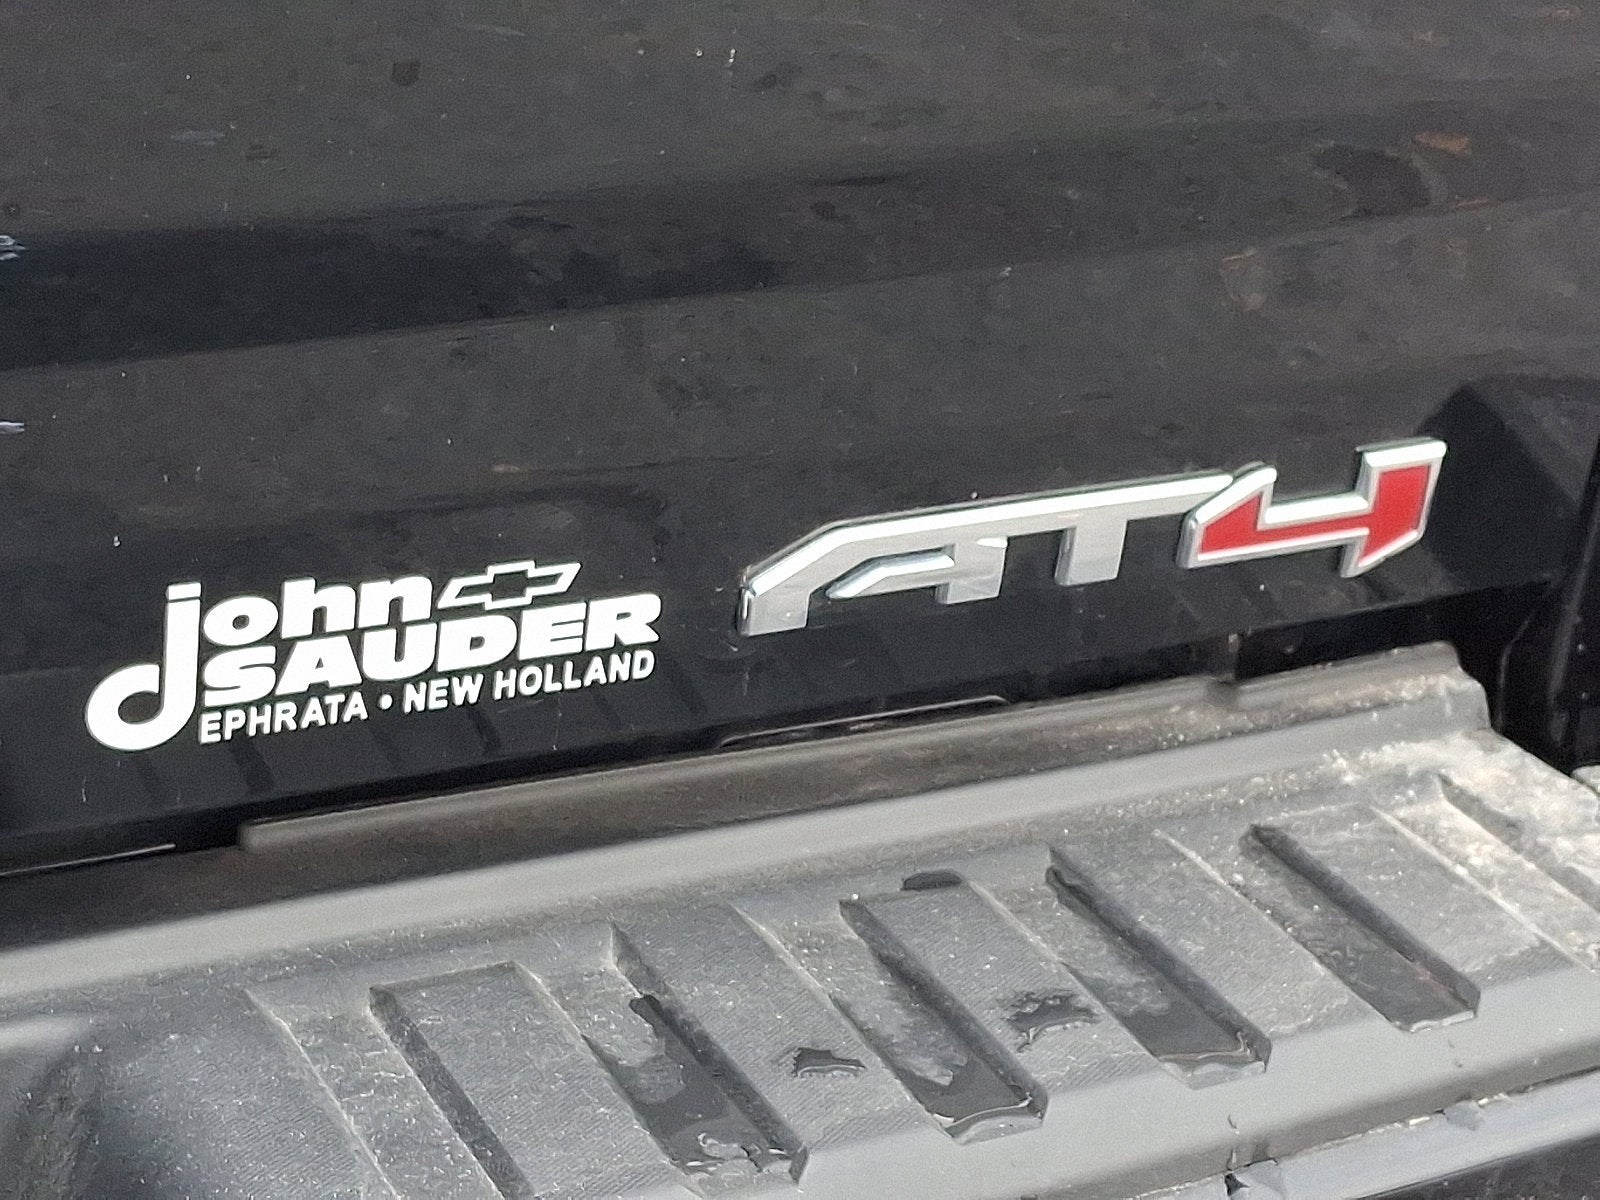 john
SAUDER
EPHRATA • NEW HOLLAND
AT4